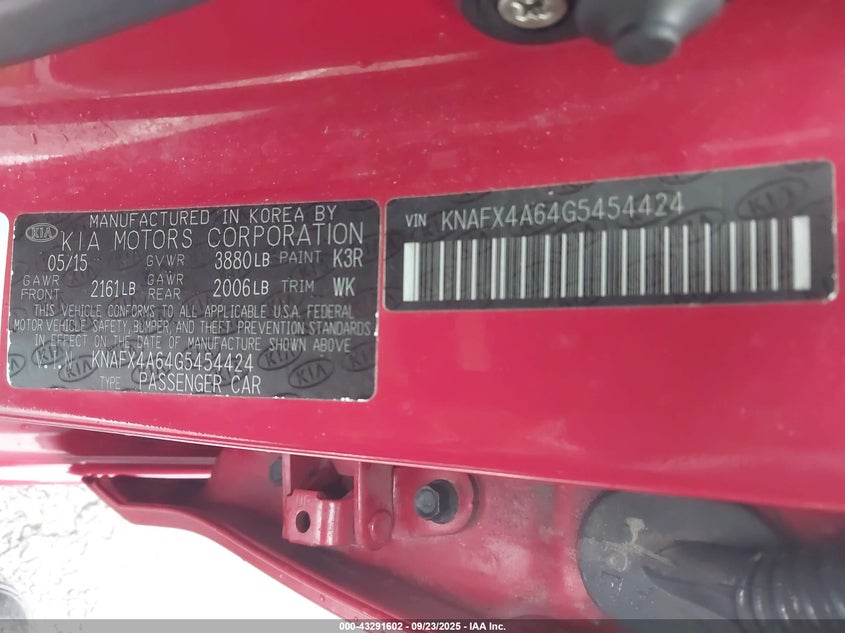 MANUFACTURED IN KOREA BY
KIA KIA MOTORS CORPORATION
05/15 GVWR 3880LB PAINT K3R
GAWR FRONT 2161LB GAWR REAR 2006LB TRIM WK
THIS VEHICLE CONFORMS TO ALL APPLICABLE U.S.A. FEDERAL
MOTOR VEHICLE SAFETY, BUMPER, AND THEFT PREVENTION STANDARDS
IN EFFECT ON THE DATE OF MANUFACTURE SHOWN ABOVE
V.I.N KNAFX4A64G5454424
TYPE PASSENGER CAR
VIN KNAFX4A64G5454424
000-43291602 - 09/23/2025 - IAA Inc.